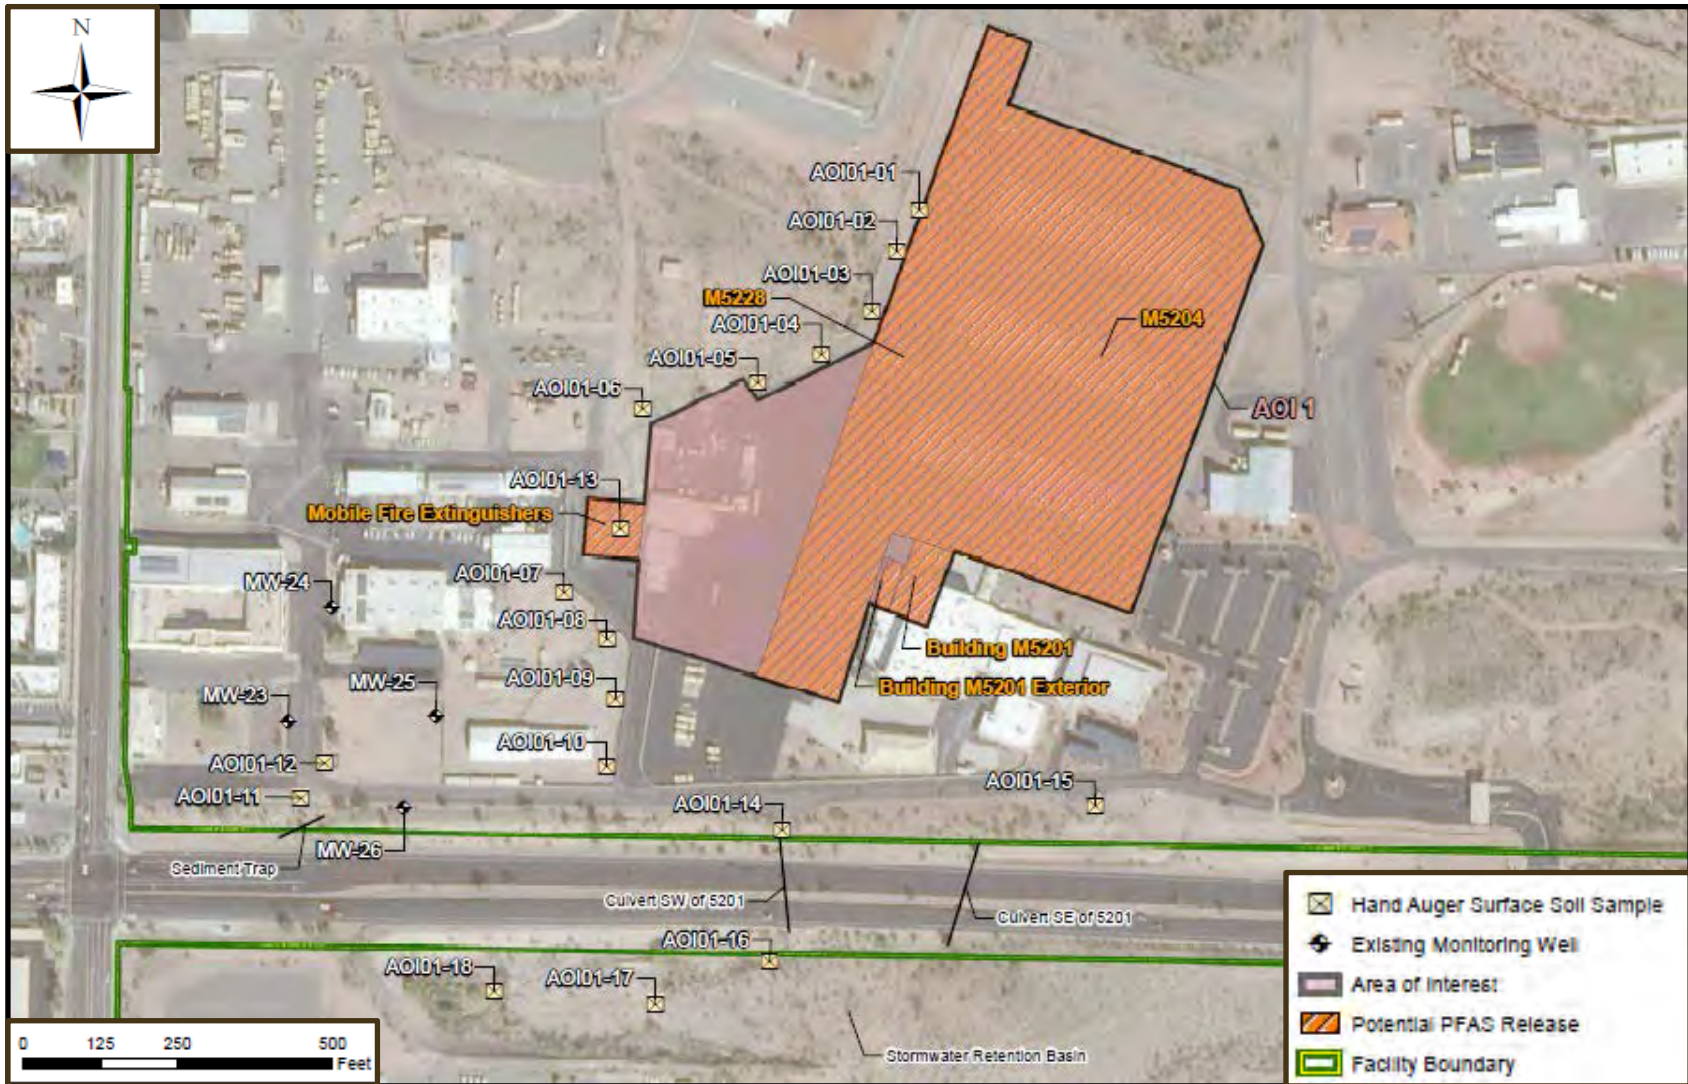 N
AOI01-01
AOI01-02
AOI01-03
M5228
AOI01-04
M5204
AOI01-05
AOI01-06
AOI 1
AOI01-13
Mobile Fire Extinguishers
AOI01-07
MW-24
AOI01-08
Building M5201
AOI01-09
MW-25
Building M5201 Exterior
MW-23
AOI01-10
AOI01-12
AOI01-15
AOI01-11
AOI01-14
MW-26
Sediment Trap
Culvert SW of 5201
Culvert SE of 5201
AOI01-16
AOI01-18
AOI01-17
Stormwater Retention Basin
0 125 250 500
Feet
Hand Auger Surface Soil Sample
Existing Monitoring Well
Area of Interest
Potential PFAS Release
Facility Boundary